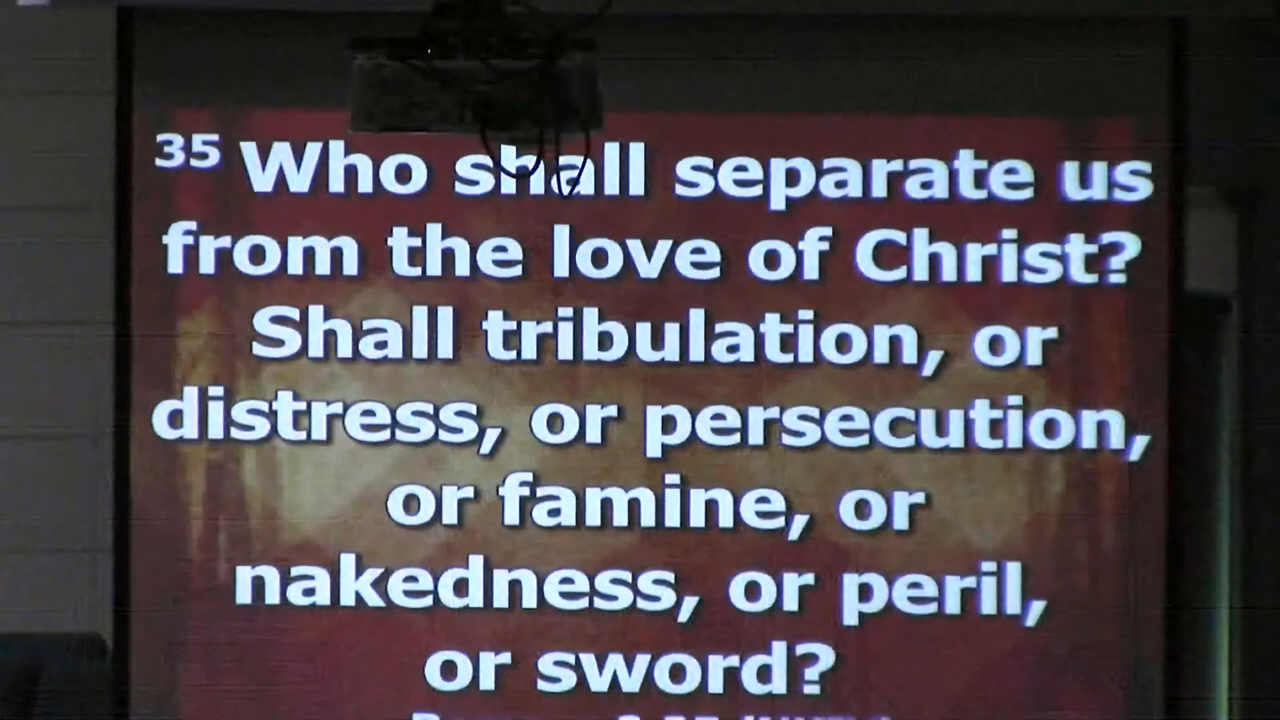 35 Who shall separate us
from the love of Christ?
Shall tribulation, or
distress, or persecution,
or famine, or
nakedness, or peril,
or sword?